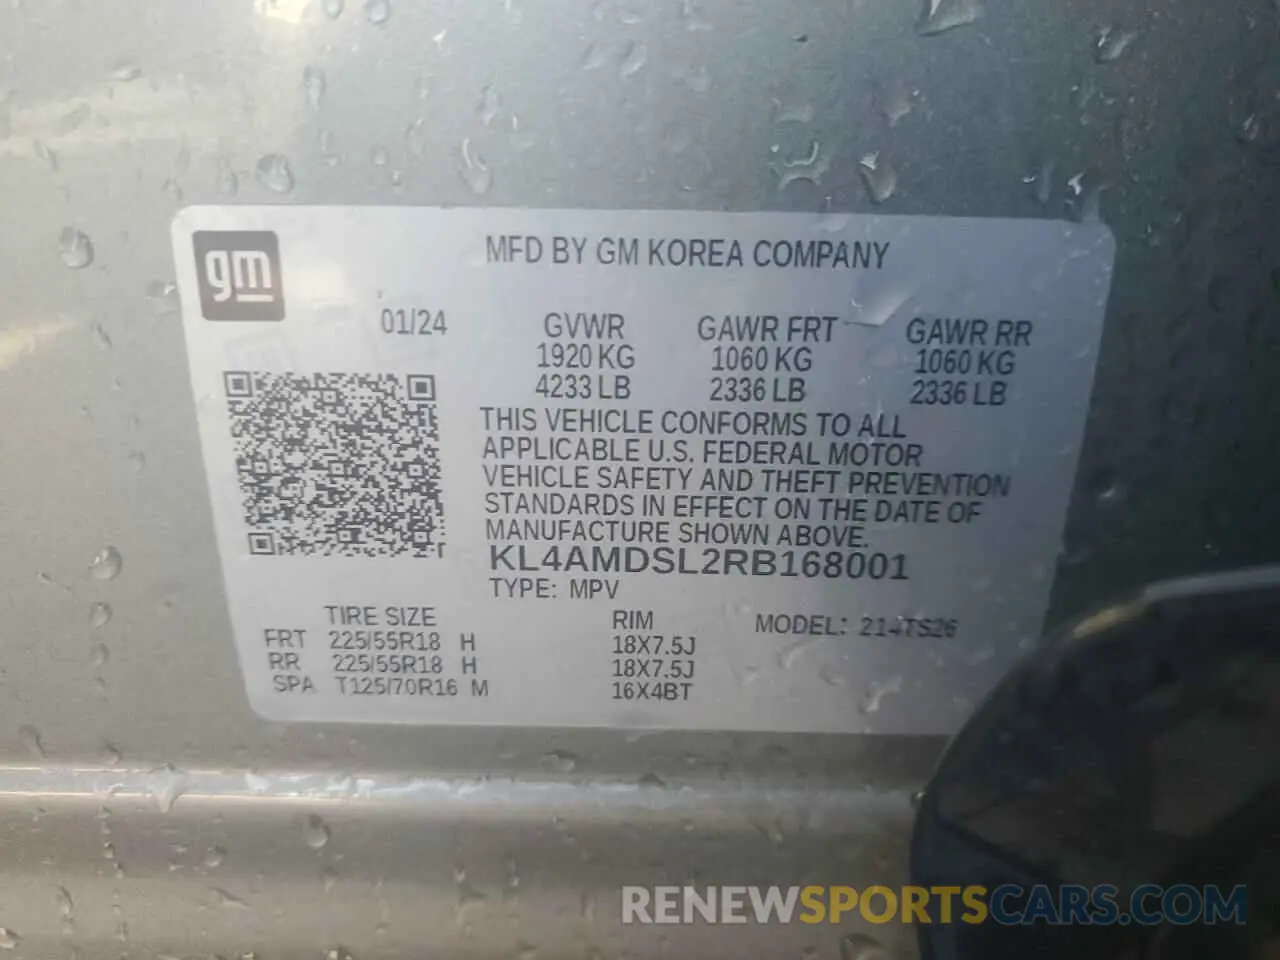 gm
MFD BY GM KOREA COMPANY
01/24 GVWR GAWR FRT GAWR RR
1920 KG 1060 KG 1060 KG
4233 LB 2336 LB 2336 LB
THIS VEHICLE CONFORMS TO ALL
APPLICABLE U.S. FEDERAL MOTOR
VEHICLE SAFETY AND THEFT PREVENTION
STANDARDS IN EFFECT ON THE DATE OF
MANUFACTURE SHOWN ABOVE.
KL4AMDSL2RB168001
TYPE: MPV
TIRE SIZE RIM MODEL: 214TS26
FRT 225/55R18 H 18X7.5J
RR 225/55R18 H 18X7.5J
SPA T125/70R16 M 16X4BT
RENEWSPORTSCARS.COM